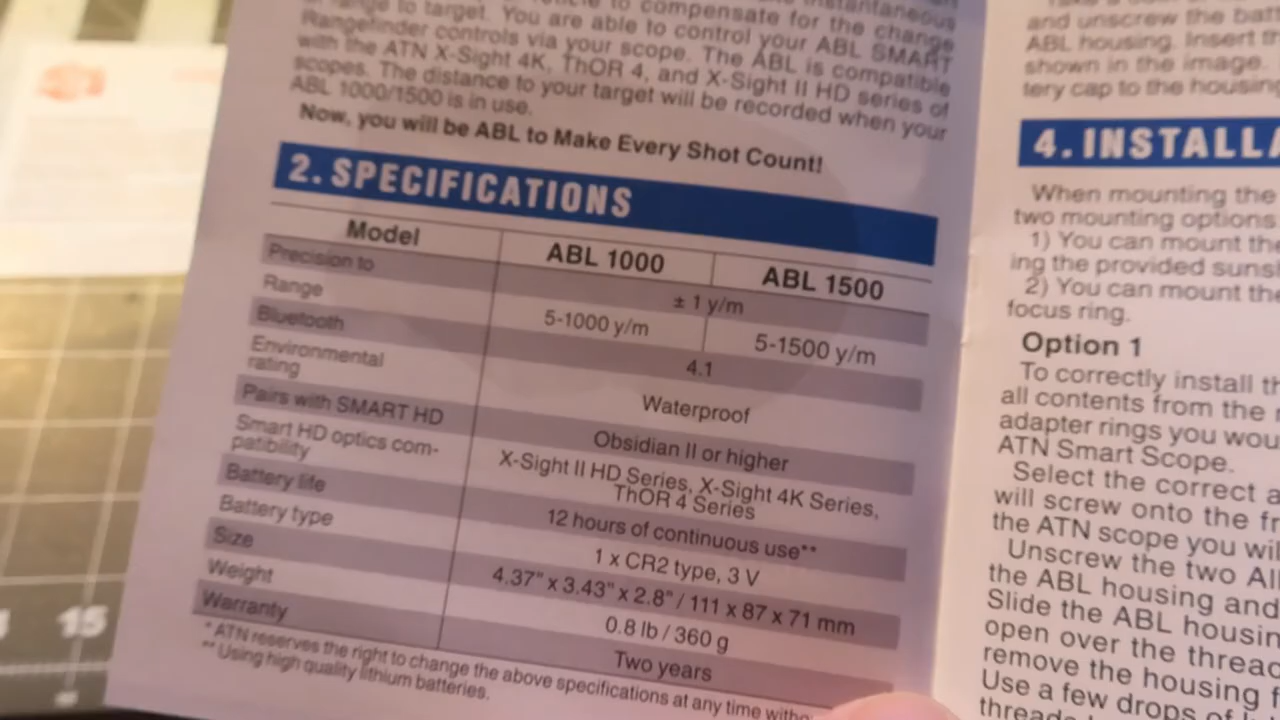 to compensate for the change
to target. You are able to control your ABL SMART
Rangefinder controls via your scope. The ABL is compatible
with the ATN X-Sight 4K, ThOR 4, and X-Sight II HD series of
scopes. The distance to your target will be recorded when your
ABL 1000/1500 is in use.
Now, you will be ABL to Make Every Shot Count!
2. SPECIFICATIONS
Model ABL 1000 ABL 1500
Precision to ± 1 y/m
Range 5-1000 y/m 5-1500 y/m
Bluetooth 4.1
Environmental
rating Waterproof
Pairs with SMART HD Obsidian II or higher
Smart HD optics com-
patibility X-Sight II HD Series, X-Sight 4K Series,
ThOR 4 Series
Battery life 12 hours of continuous use**
Battery type 1 x CR2 type, 3 V
Size 4.37" x 3.43" x 2.8" / 111 x 87 x 71 mm
Weight 0.8 lb / 360 g
Warranty Two years
* ATN reserves the right to change the above specifications at any time
** Using high quality lithium batteries.
and unscrew the
ABL housing. Insert
shown in the image.
tery cap to the housing
4. INSTALLA
When mounting the
two mounting options
1) You can mount the
ing the provided
2) You can mount the
focus ring.
Option 1
To correctly install
all contents from the
adapter rings you
ATN Smart Scope.
Select the correct
will screw onto the
the ATN scope you
Unscrew the two
the ABL housing and
Slide the ABL
open over the
remove the housing
Use a few drops of
15